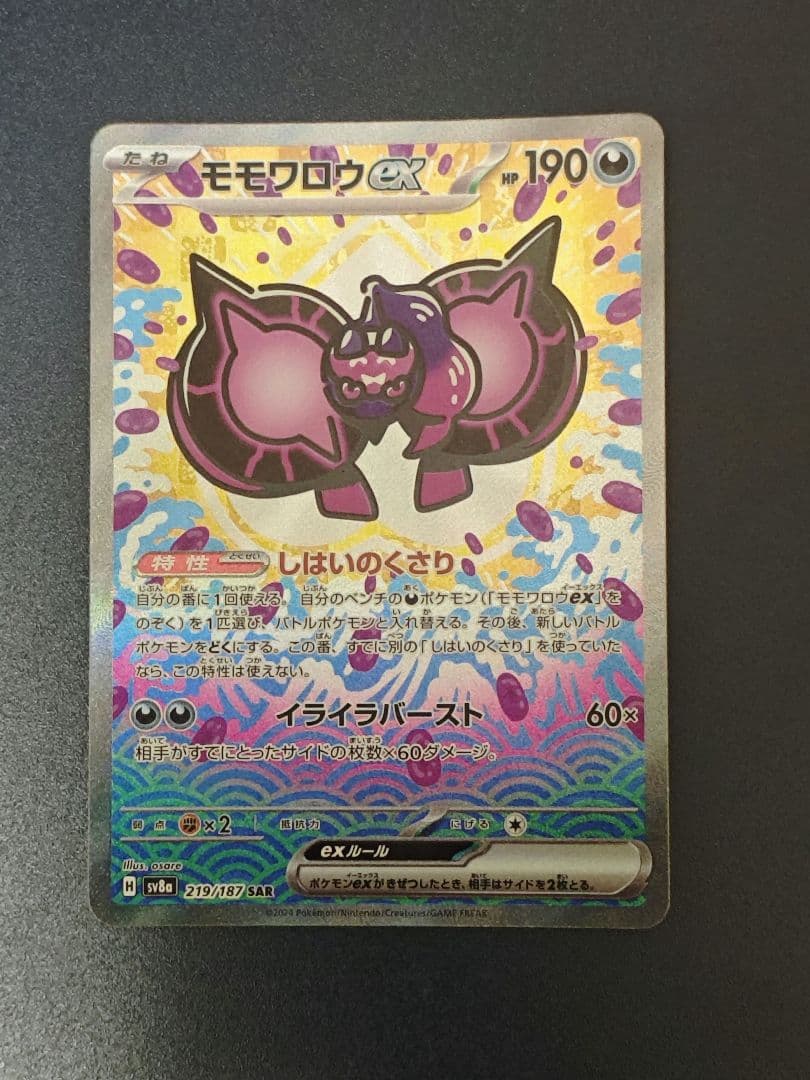 たね モモワロウex HP 190
特性 とくせい しはいのくさり
自分の番に1回使える。自分のベンチのポケモン(「モモワロウex」を
のぞく)を1匹選び、バトルポケモンと入れ替える。その後、新しいバトル
ポケモンをどくにする。この番、すでに別の「しはいのくさり」を使っていた
なら、この特性は使えない。
イライラバースト 60×
相手がすでにとったサイドの枚数×60ダメージ。
弱点 ×2 抵抗力 にげる
exルール
ポケモンexがきぜつしたとき、相手はサイドを2枚とる。
Illus. osare
H sv8a 219/187 SAR
©2024 Pokémon/Nintendo/Creatures/GAME FREAK